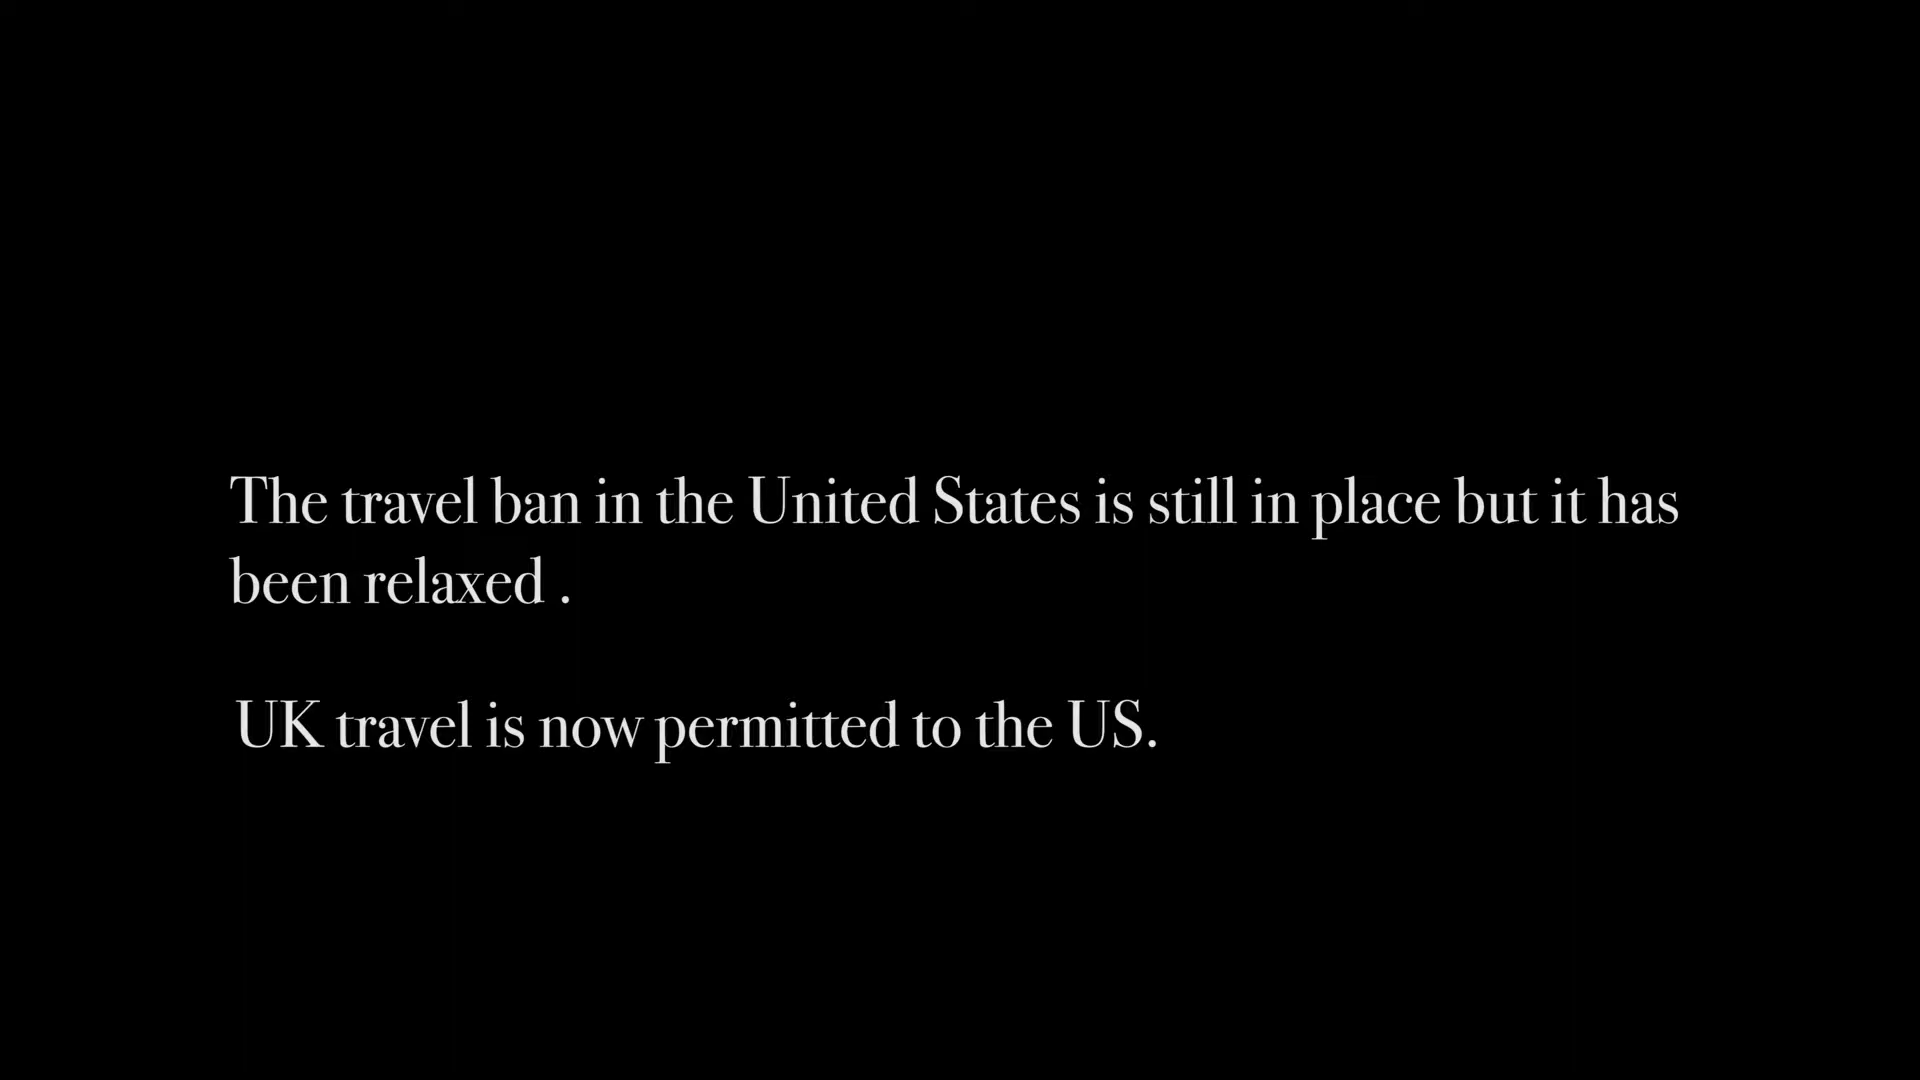 The travel ban in the United States is still in place but it has
been relaxed .
UK travel is now permitted to the US.